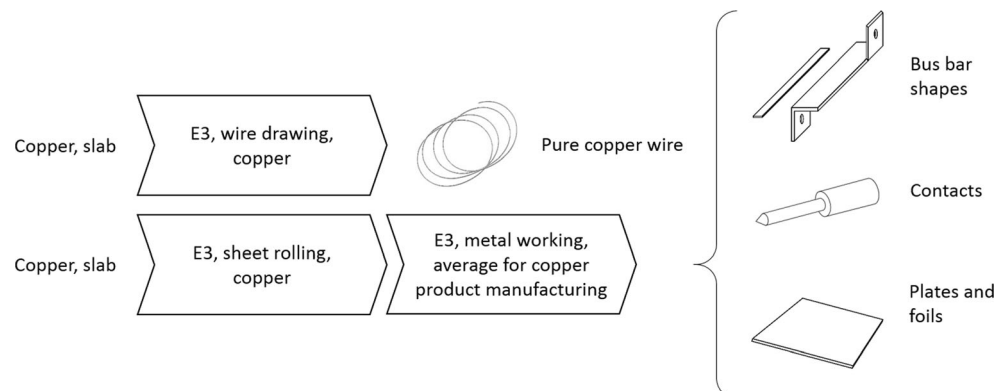 Copper, slab
E3, wire drawing,
copper
Pure copper wire
Copper, slab
E3, sheet rolling,
copper
E3, metal working,
average for copper
product manufacturing
Bus bar
shapes
Contacts
Plates and
foils